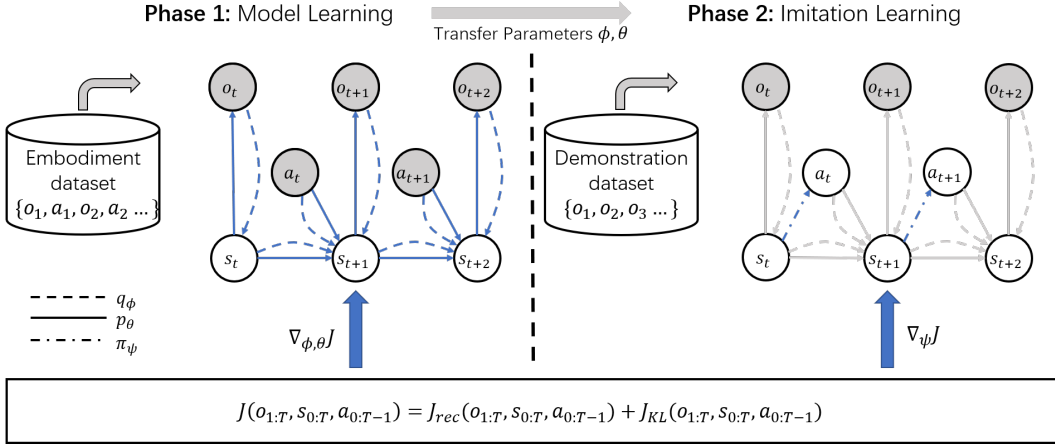 Phase 1: Model Learning
Transfer Parameters ϕ,θ
Phase 2: Imitation Learning
o_t
o_{t+1}
o_{t+2}
a_t
a_{t+1}
s_t
s_{t+1}
s_{t+2}
Embodiment
dataset
{o_1, a_1, o_2, a_2 …}
q_ϕ
p_θ
π_ψ
∇_{ϕ,θ}J
o_t
o_{t+1}
o_{t+2}
a_t
a_{t+1}
s_t
s_{t+1}
s_{t+2}
Demonstration
dataset
{o_1, o_2, o_3 …}
∇_ψJ
J(o_{1:T}, s_{0:T}, a_{0:T−1}) = J_{rec}(o_{1:T}, s_{0:T}, a_{0:T−1}) + J_{KL}(o_{1:T}, s_{0:T}, a_{0:T−1})